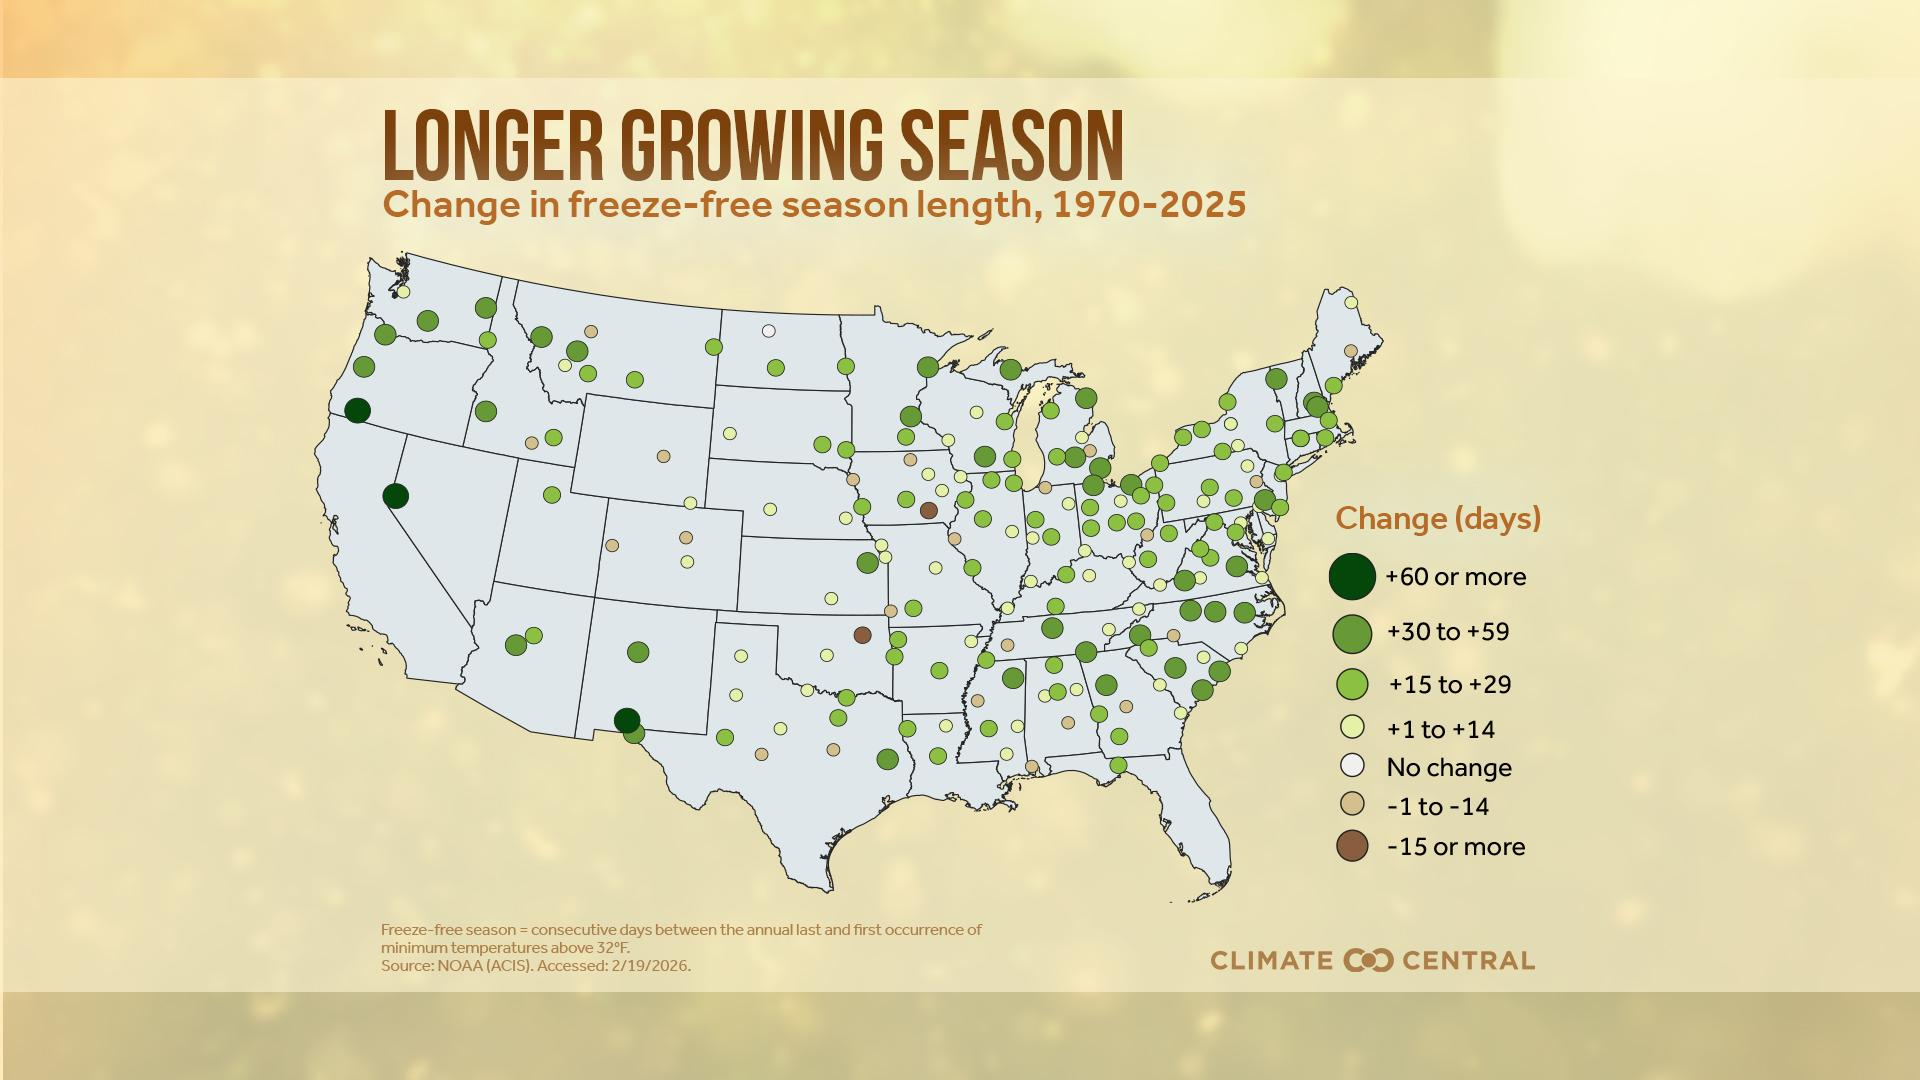 LONGER GROWING SEASON
Change in freeze-free season length, 1970-2025
Change (days)
+60 or more
+30 to +59
+15 to +29
+1 to +14
No change
-1 to -14
-15 or more
Freeze-free season = consecutive days between the annual last and first occurrence of
minimum temperatures above 32°F.
Source: NOAA (ACIS). Accessed: 2/19/2026.
CLIMATE CENTRAL